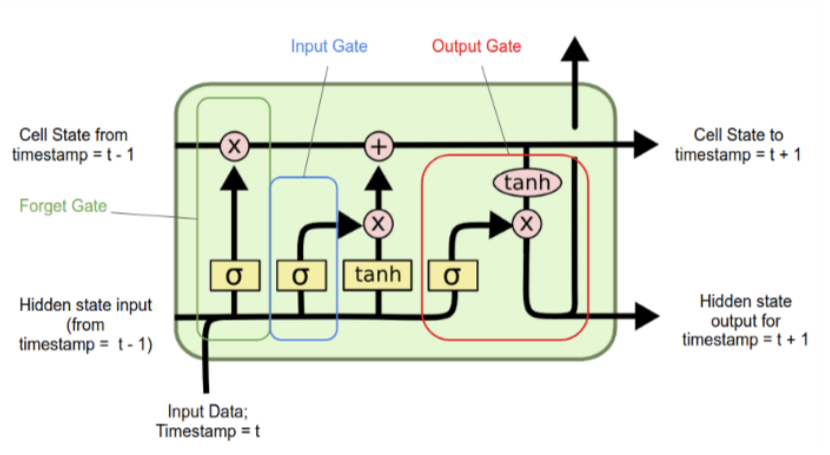 Input Gate
Output Gate
Cell State from
timestamp = t - 1
X
+
Cell State to
timestamp = t + 1
tanh
Forget Gate
X
X
σ
σ
tanh
σ
Hidden state input
(from
timestamp = t - 1)
Hidden state
output for
timestamp = t + 1
Input Data;
Timestamp = t